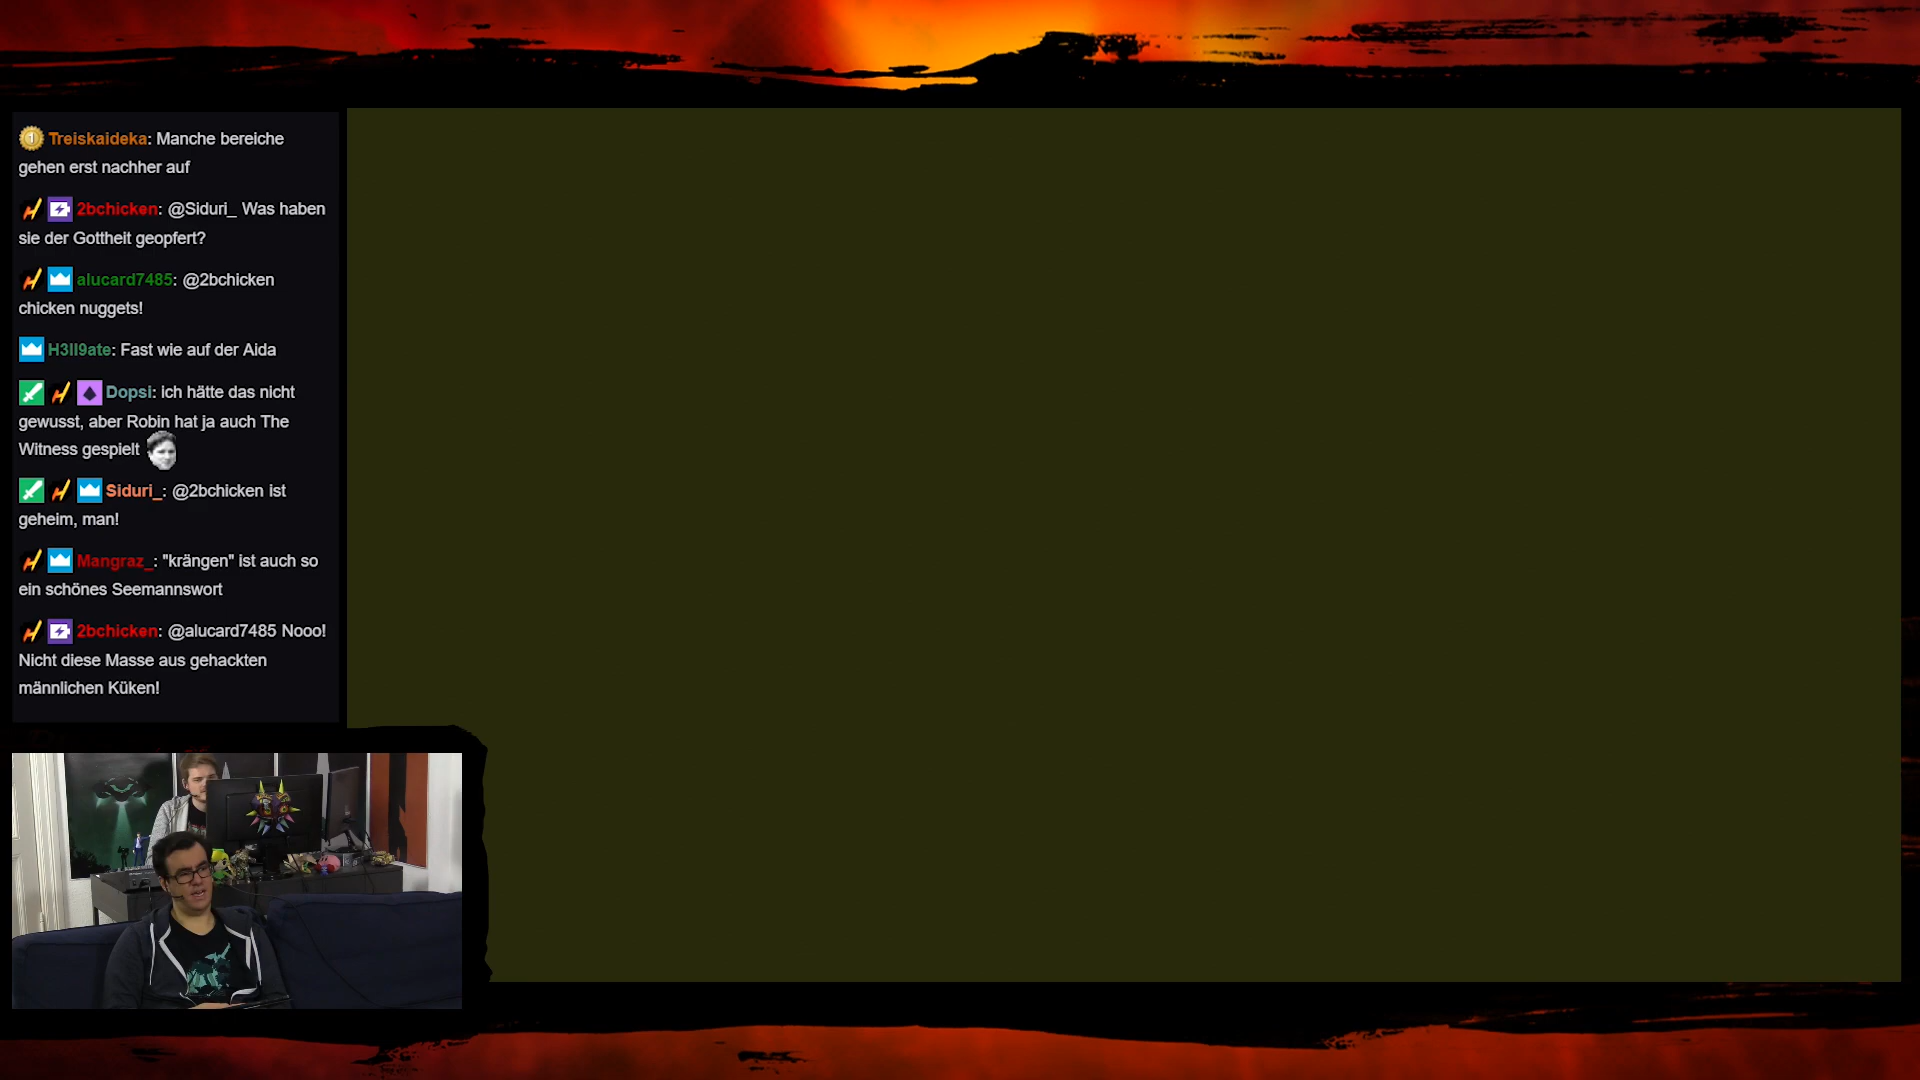 Treiskaideka: Manche bereiche
gehen erst nachher auf
2bchicken: @Siduri_ Was haben
sie der Gottheit geopfert?
alucard7485: @2bchicken
chicken nuggets!
H3ll9ate: Fast wie auf der Aida
Dopsi: ich hätte das nicht
gewusst, aber Robin hat ja auch The
Witness gespielt
Siduri_: @2bchicken ist
geheim, man!
Mangraz_: "krängen" ist auch so
ein schönes Seemannswort
2bchicken: @alucard7485 Nooo!
Nicht diese Masse aus gehackten
männlichen Küken!